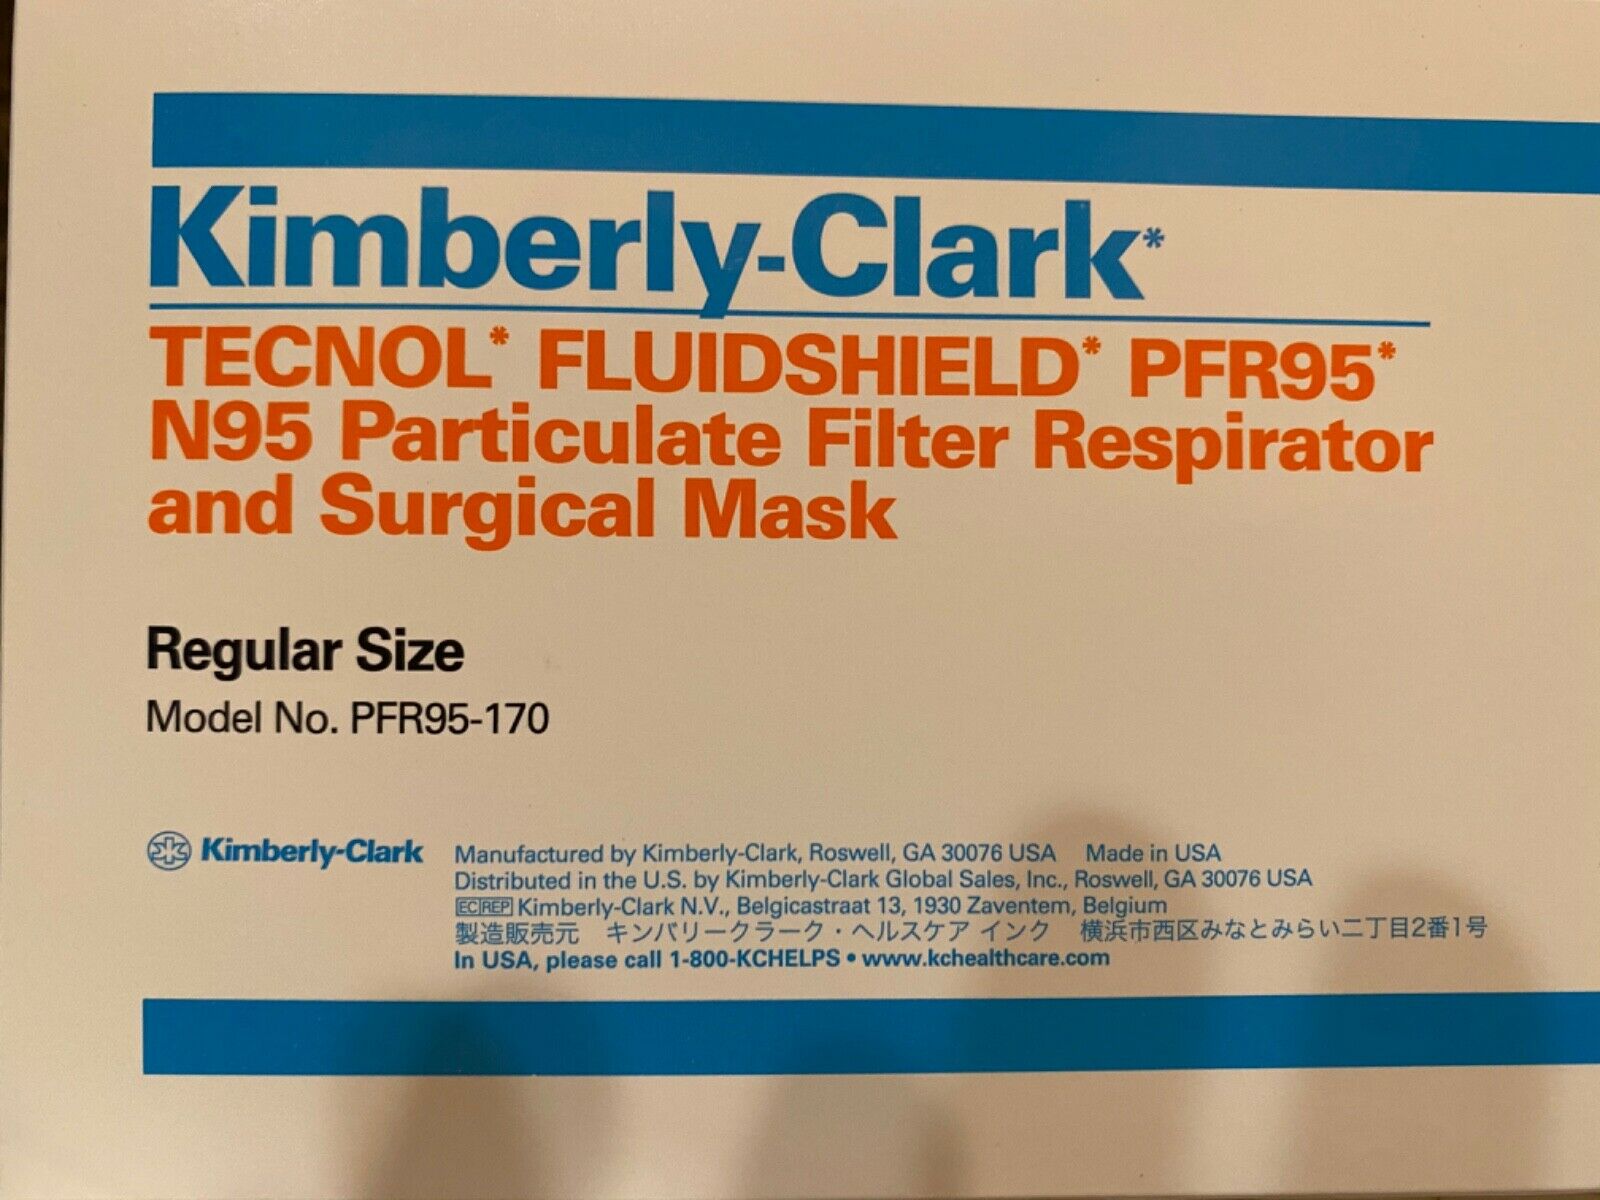 Kimberly-Clark*
TECNOL* FLUIDSHIELD* PFR95*
N95 Particulate Filter Respirator
and Surgical Mask
Regular Size
Model No. PFR95-170
Kimberly-Clark
Manufactured by Kimberly-Clark, Roswell, GA 30076 USA Made in USA
Distributed in the U.S. by Kimberly-Clark Global Sales, Inc., Roswell, GA 30076 USA
EC REP Kimberly-Clark N.V., Belgicastraat 13, 1930 Zaventem, Belgium
製造販売元 キンバリークラーク・ヘルスケア インク 横浜市西区みなとみらい二丁目2番1号
In USA, please call 1-800-KCHELPS • www.kchealthcare.com